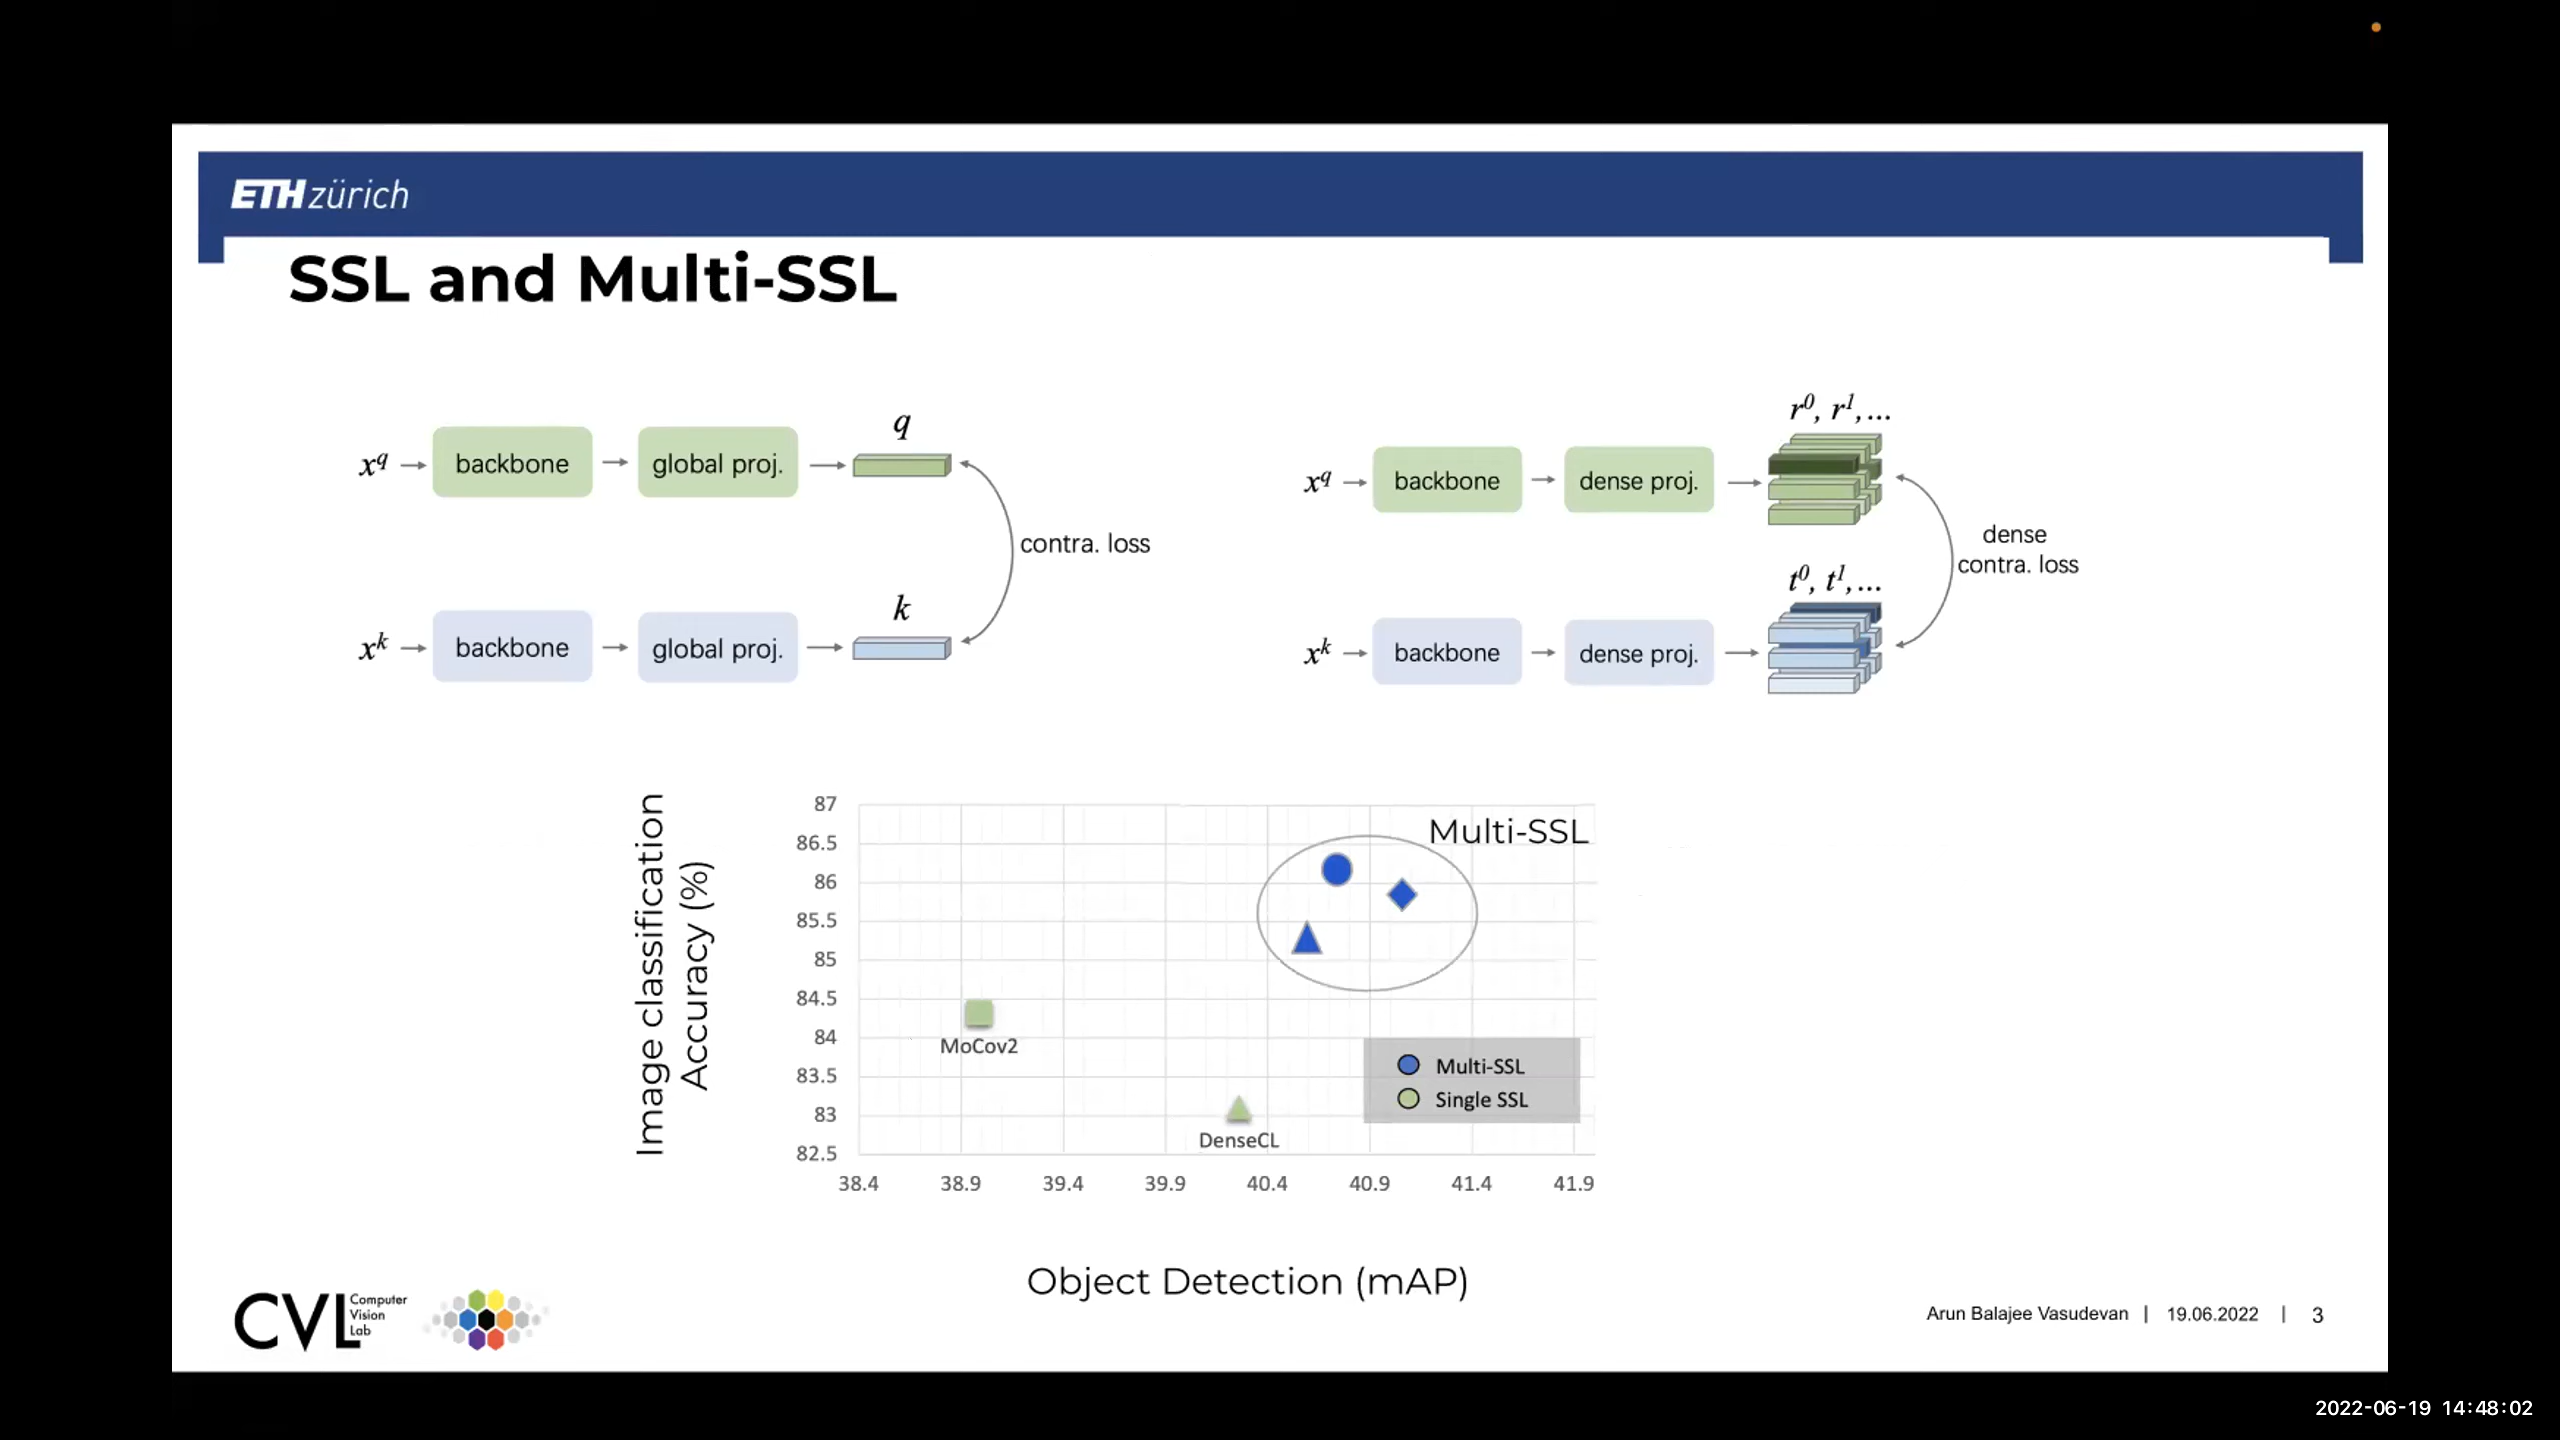 ETH zürich
SSL and Multi-SSL
x^q backbone global proj. q
contra. loss
x^k backbone global proj. k
x^q backbone dense proj. r^0, r^1,...
dense
contra. loss
x^k backbone dense proj. t^0, t^1,...
Image classification
Accuracy (%)
87
86.5
86
85.5
85
84.5
84
83.5
83
82.5
Multi-SSL
MoCov2
DenseCL
Multi-SSL
Single SSL
38.4 38.9 39.4 39.9 40.4 40.9 41.4 41.9
Object Detection (mAP)
CVL Computer
Vision
Lab
Arun Balajee Vasudevan | 19.06.2022 | 3
2022-06-19 14:48:02